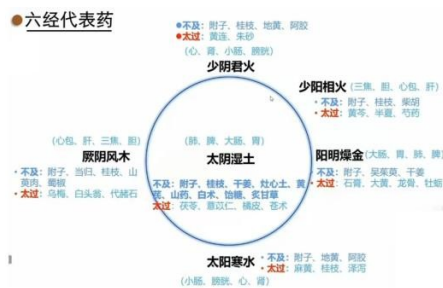 六经代表药
不及：附子、桂枝、地黄、阿胶
太过：黄连、朱砂
（心、肾、小肠、膀胱）
少阴君火
少阳相火（三焦、胆、心包、肝）
不及：附子、桂枝、柴胡
太过：黄芩、半夏、芍药
（心包、肝、三焦、胆）
厥阴风木
不及：附子、当归、桂枝、山
萸肉、蜀椒
太过：乌梅、白头翁、代赭石
（肺、脾、大肠、胃）
太阴湿土
不及：附子、桂枝、干姜、灶心土、黄
芪、山药、白术、饴糖、炙甘草
太过：茯苓、薏苡仁、橘皮、苍术
阳明燥金（大肠、胃、肺、脾）
不及：附子、吴茱萸、干姜
太过：石膏、大黄、龙骨、牡蛎
太阳寒水
不及：附子、地黄、阿胶
太过：麻黄、桂枝、泽泻
（小肠、膀胱、心、肾）